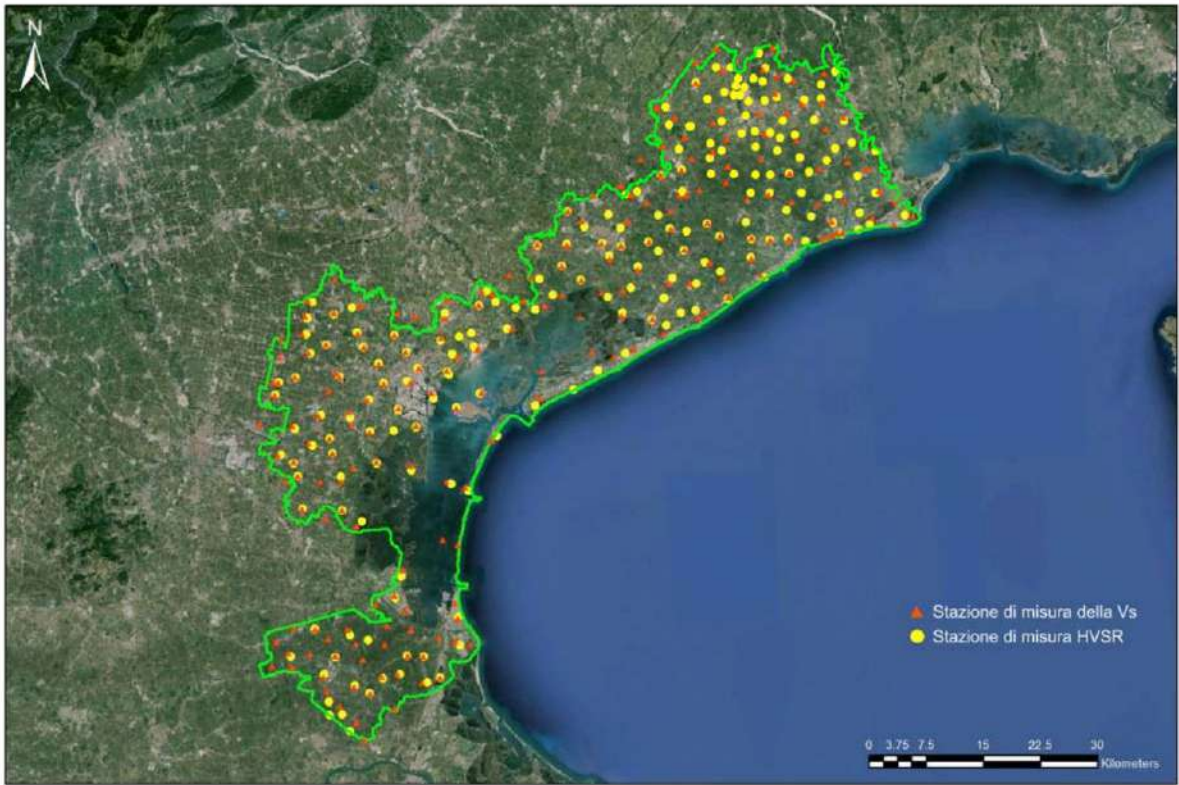 N
Stazione di misura della Vs
Stazione di misura HVSR
0 3.75 7.5 15 22.5 30
Kilometers